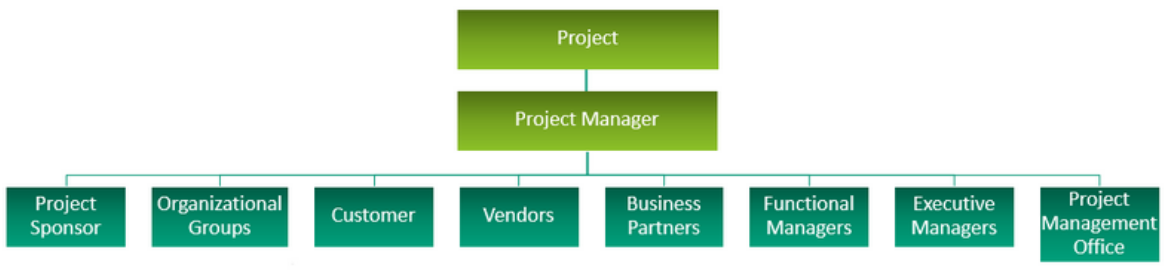 Project
Project Manager
Project
Sponsor
Organizational
Groups
Customer
Vendors
Business
Partners
Functional
Managers
Executive
Managers
Project
Management
Office